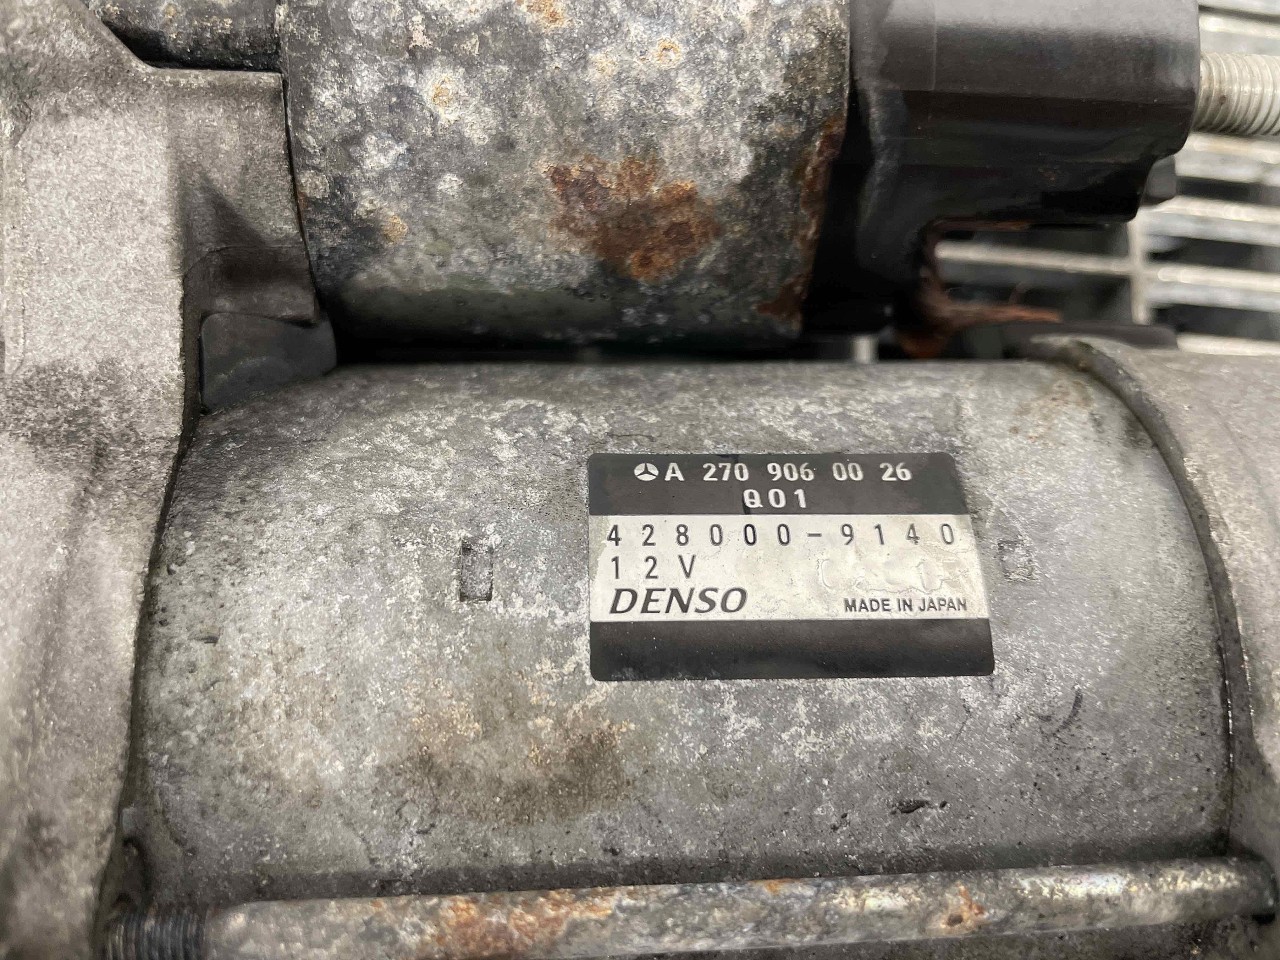 A 270 906 00 26
Q01
428000-9140
12V
DENSO
MADE IN JAPAN